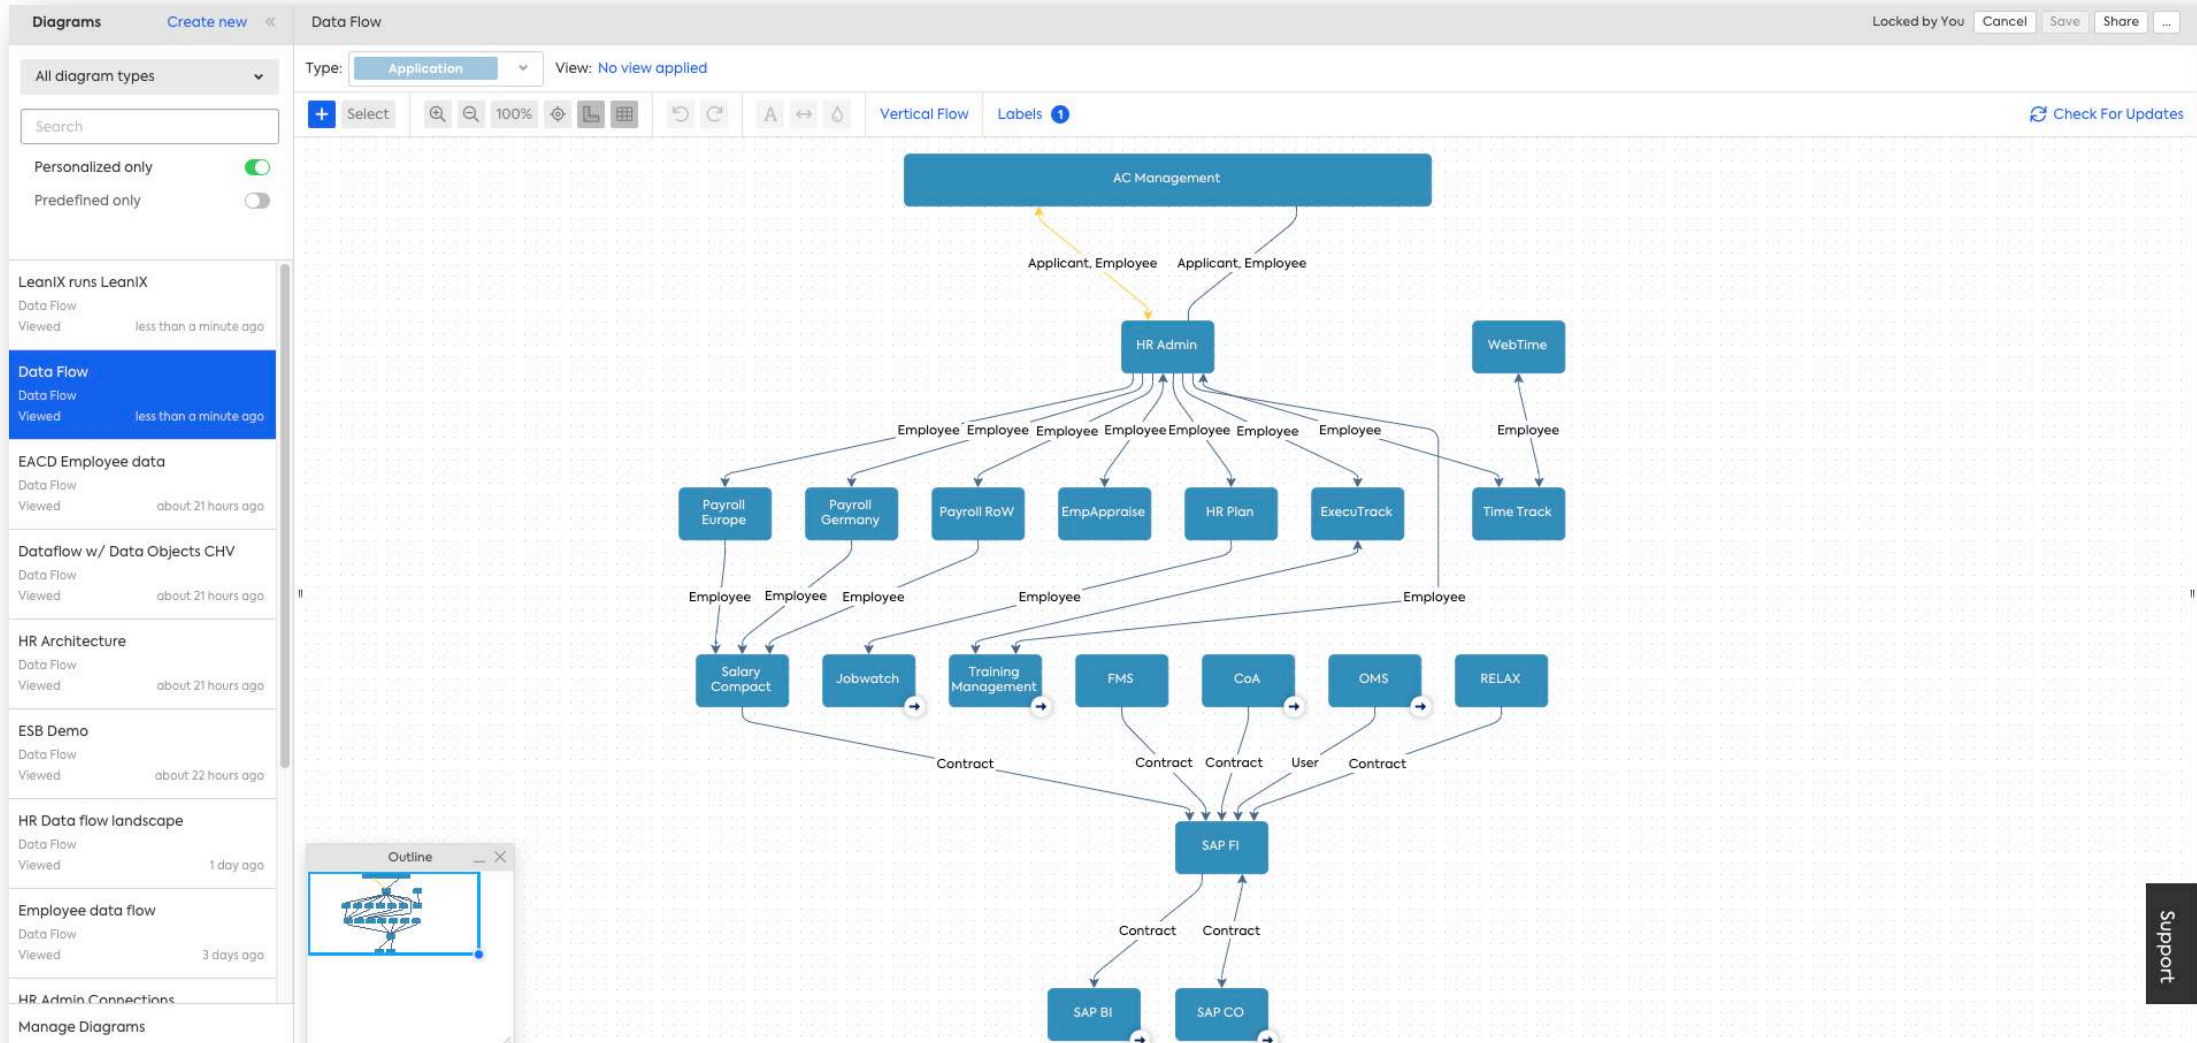 Diagrams
Create new
«
Data Flow
Locked by You
Cancel
Save
Share
...
All diagram types
Search
Personalized only
Predefined only
Type:
Application
View: No view applied
+
Select
100%
A
Vertical Flow
Labels 1
Check For Updates
LeanIX runs LeanIX
Data Flow
Viewed less than a minute ago
Data Flow
Data Flow
Viewed less than a minute ago
EACD Employee data
Data Flow
Viewed about 21 hours ago
Dataflow w/ Data Objects CHV
Data Flow
Viewed about 21 hours ago
HR Architecture
Data Flow
Viewed about 21 hours ago
ESB Demo
Data Flow
Viewed about 22 hours ago
HR Data flow landscape
Data Flow
Viewed 1 day ago
Employee data flow
Data Flow
Viewed 3 days ago
HR Admin Connections
Manage Diagrams
AC Management
Applicant, Employee Applicant, Employee
HR Admin
WebTime
Employee Employee Employee Employee Employee Employee Employee Employee
Payroll
Europe
Payroll
Germany
Payroll RoW
EmpAppraise
HR Plan
ExecuTrack
Time Track
Employee Employee Employee Employee Employee
Salary
Compact
Jobwatch
Training
Management
FMS
CoA
OMS
RELAX
Contract Contract Contract User Contract
SAP FI
Contract Contract
SAP BI
SAP CO
Outline
Support